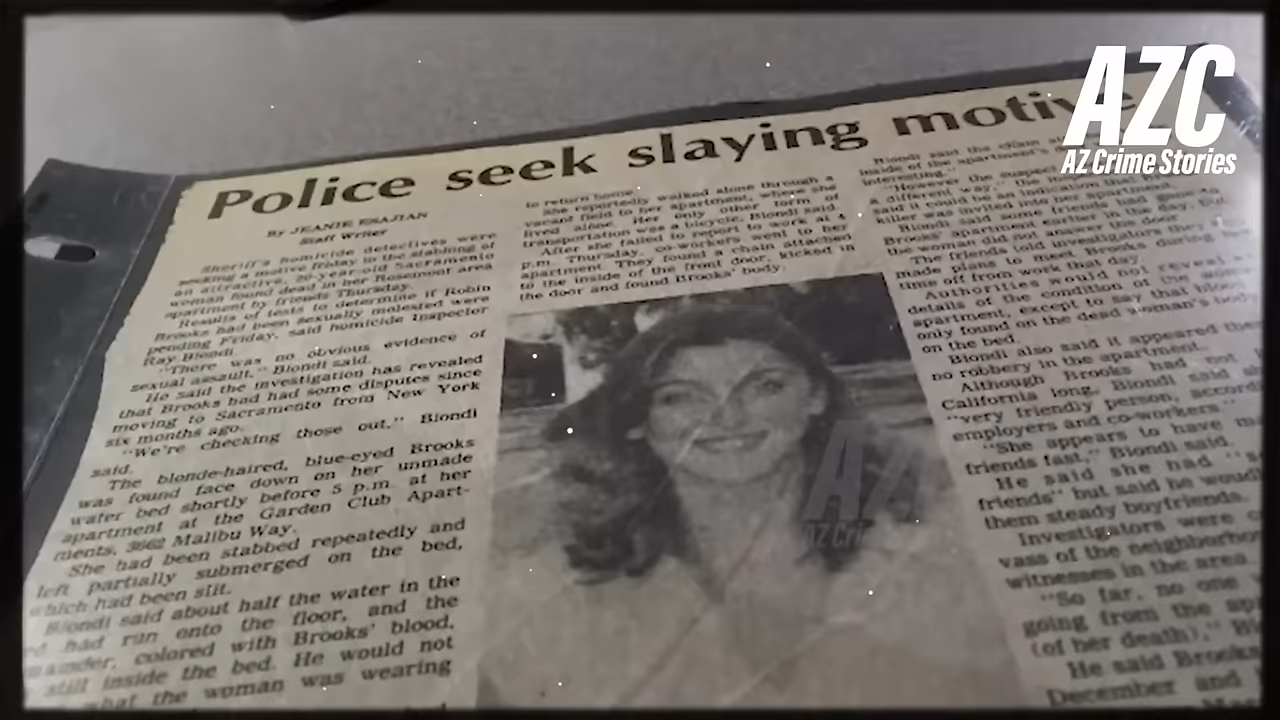 AZC
AZ Crime Stories
Police seek slaying motive
By JEANIE ESAJIAN
Staff Writer
Sheriff's homicide detectives were
seeking a motive Friday in the slabbing of
an attractive, 20-year-old Sacramento
woman found dead in her Rosemont area
apartment by friends Thursday.
Results of tests to determine if Robin
Brooks had been sexually molested were
pending Friday, said homicide Inspector
Ray Biondi.
"There was no obvious evidence of
sexual assault," Biondi said.
He said the investigation has revealed
that Brooks had had some disputes since
moving to Sacramento from New York
six months ago.
"We're checking those out," Biondi
said.
The blonde-haired, blue-eyed Brooks
was found face down on her unmade
water bed shortly before 5 p.m. at her
apartment at the Garden Club Apart-
ments, 3662 Malibu Way.
She had been stabbed repeatedly and
left partially submerged on the bed,
which had been slit.
Biondi said about half the water in the
had run onto the floor, and the
colored with Brooks' blood,
still inside the bed. He would not
what the woman was wearing
to return home.
She reportedly walked alone through a
vacant field to her apartment, where she
lived alone. Her only other form of
transportation was a bicycle, Biondi said.
After she failed to report to work at 4
p.m. Thursday, co-workers went to her
apartment. They found a chain attached
to the inside of the front door, kicked in
the door and found Brooks' body.
Biondi said the chain
inside of the apartment's
interesting."
"However the suspect
a different way," the
said it could be an indication the
killer was invited into her apartment.
Biondi said some friends had gone to
Brooks' apartment earlier in the day. But
the woman did not answer the door.
The friends told investigators they
made plans to meet Brooks during
time off from work that day.
Authorities would not reveal
details of the condition of the
apartment, except to say that blood
only found on the dead woman's body
on the bed.
Biondi also said it appeared there
no robbery in the apartment.
Although Brooks had not
California long, Biondi said
"very friendly person,
employers and co-workers."
"She appears to have
friends fast," Biondi said.
He said she had
friends" but said he would
them steady boyfriends.
Investigators were
vass of the neighborhood
witnesses in the area.
"So far, no one
going from the
(of her death),"
He said Brooks
December and
AZ
AZ Cri